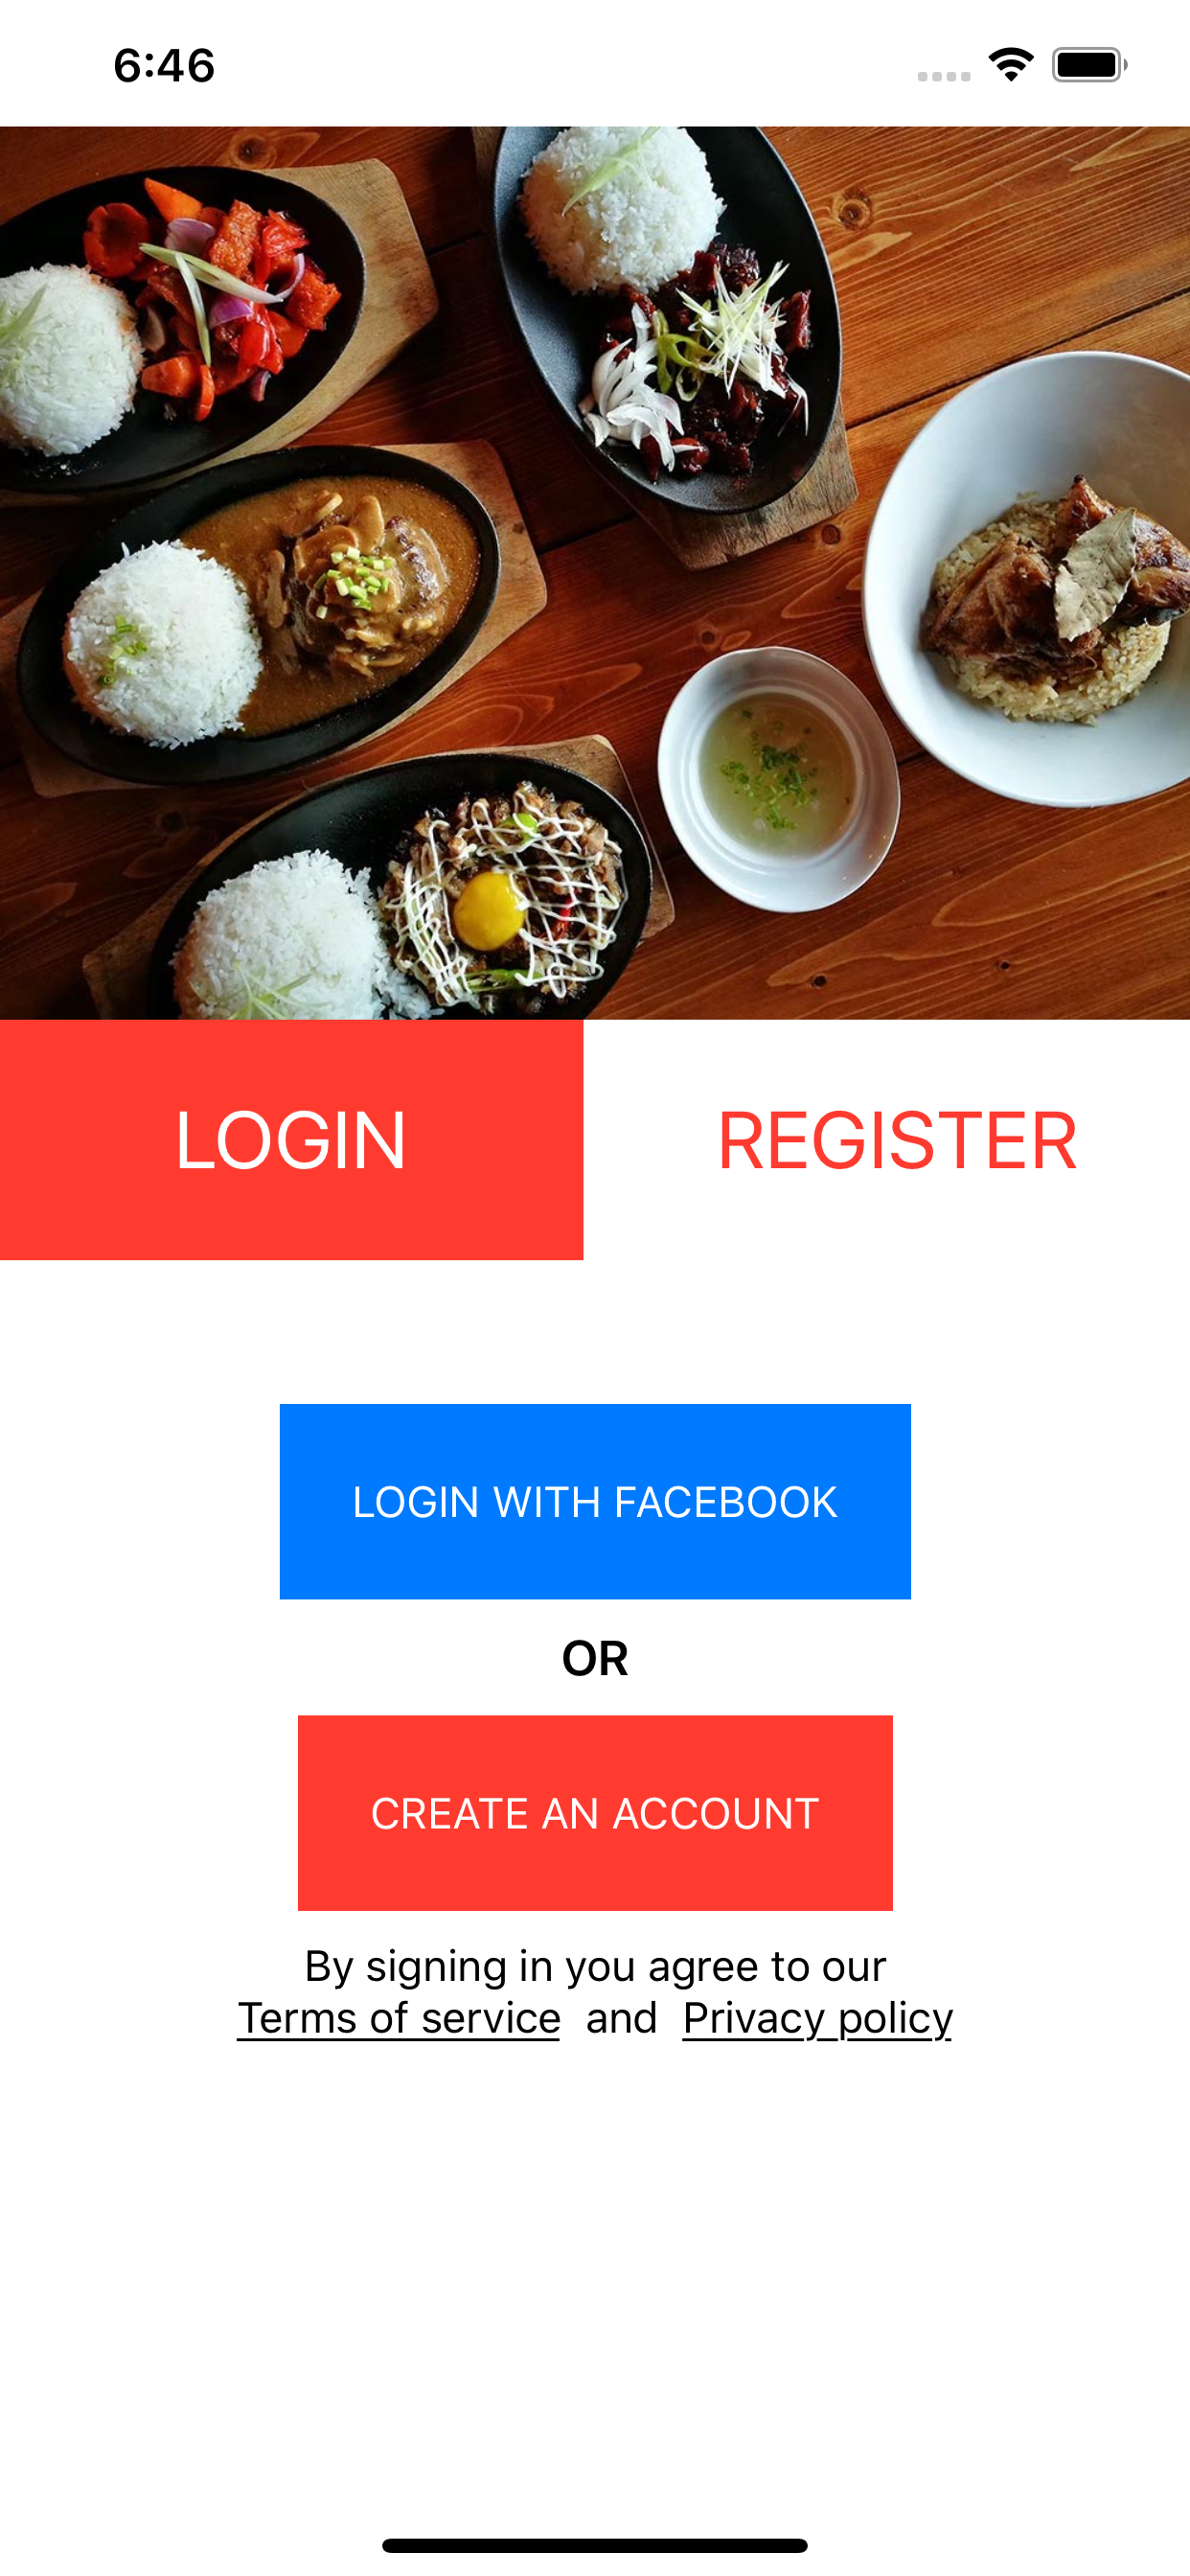 6:46
LOGIN REGISTER
LOGIN WITH FACEBOOK
OR
CREATE AN ACCOUNT
By signing in you agree to our
Terms of service and Privacy policy